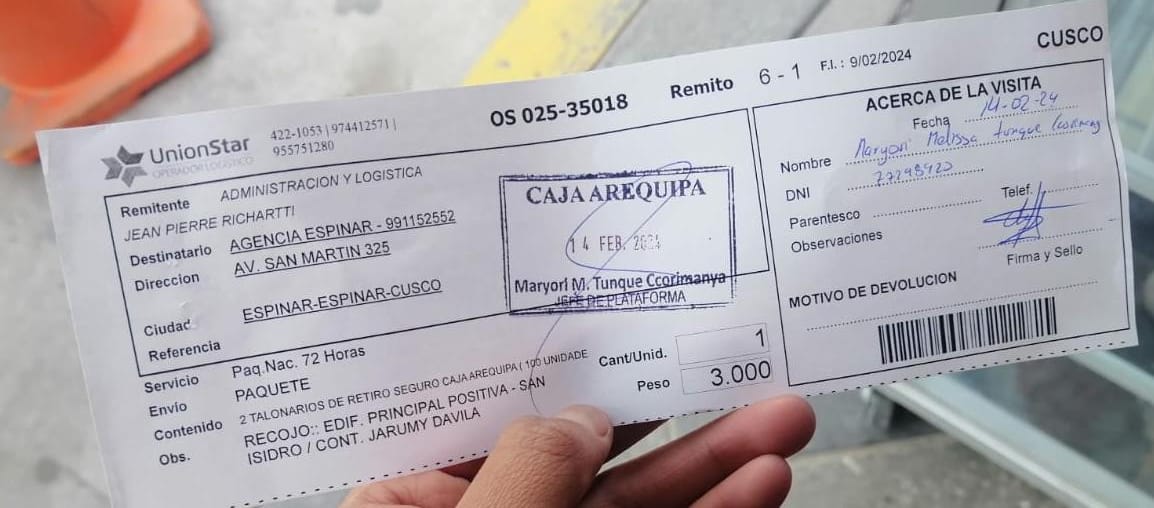 CUSCO
OS 025-35018 Remito 6 - 1 F.I. : 9/02/2024
UnionStar
OPERADOR LOGÍSTICO
422-1053 | 974412571 |
955751280
Remitente ADMINISTRACION Y LOGISTICA
JEAN PIERRE RICHARTTI
Destinatario AGENCIA ESPINAR - 991152552
Direccion AV. SAN MARTIN 325
Ciudad ESPINAR-ESPINAR-CUSCO
Referencia
Servicio Paq.Nac. 72 Horas
Envío PAQUETE
Contenido 2 TALONARIOS DE RETIRO SEGURO CAJA AREQUIPA ( 100 UNIDADE
Obs. RECOJO:: EDIF. PRINCIPAL POSITIVA - SAN
ISIDRO / CONT. JARUMY DAVILA
Cant/Unid. 1
Peso 3.000
CAJA AREQUIPA
14 FEB. 2024
Maryori M. Tunque Ccorimanya
JEFE DE PLATAFORMA
ACERCA DE LA VISITA
Fecha 14-02-24
Nombre Maryori Melissa Tunque
DNI
Parentesco Telef.
Observaciones
Firma y Sello
MOTIVO DE DEVOLUCION